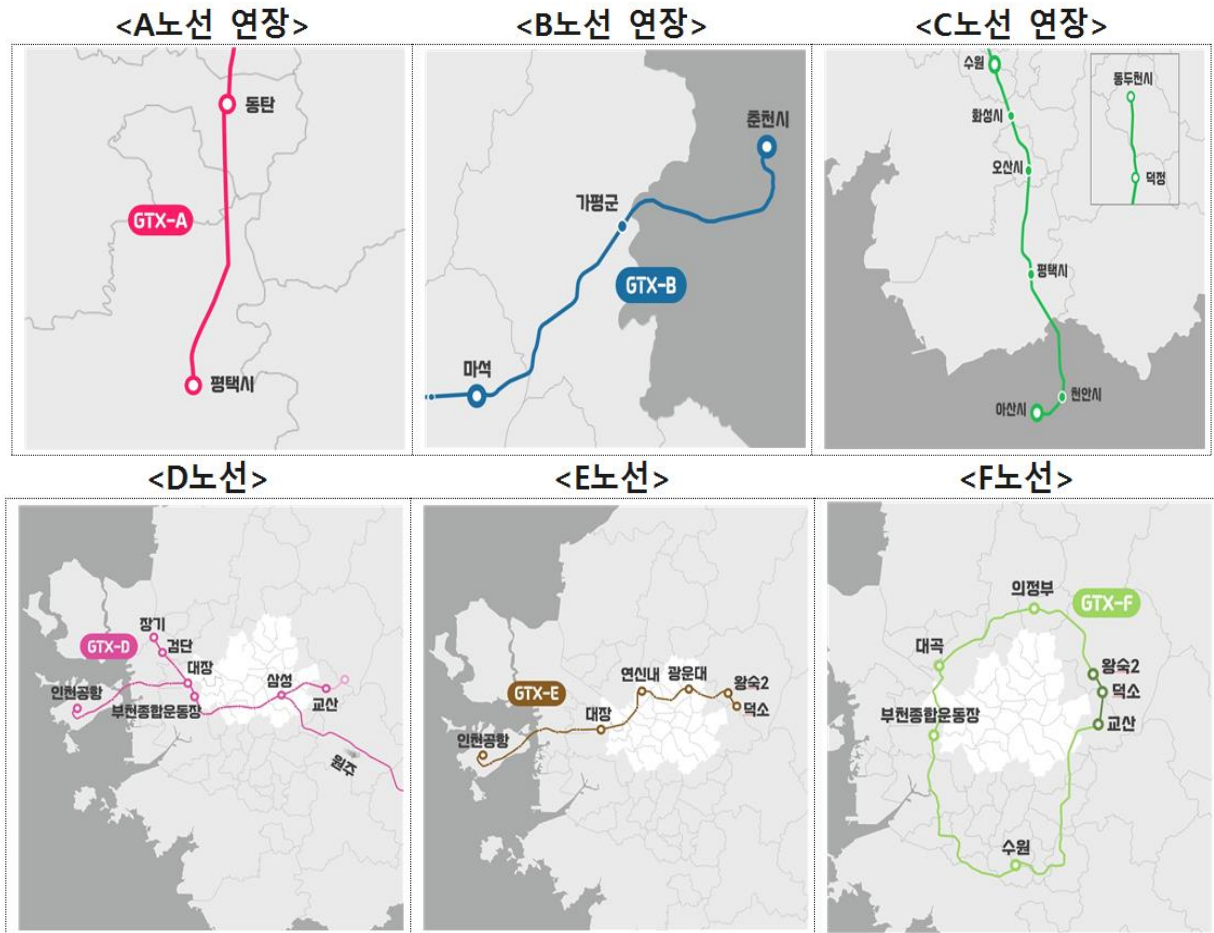 <A노선 연장>
<B노선 연장>
<C노선 연장>
동탄
GTX-A
평택시
춘천시
가평군
GTX-B
마석
수원
화성시
오산시
평택시
천안시
아산시
동두천시
덕정
<D노선>
<E노선>
<F노선>
장기
GTX-D
검단
대장
인천공항
부천종합운동장
삼성
교산
원주
연신내
광운대
왕숙2
GTX-E
덕소
대장
인천공항
의정부
GTX-F
대곡
왕숙2
덕소
부천종합운동장
교산
수원